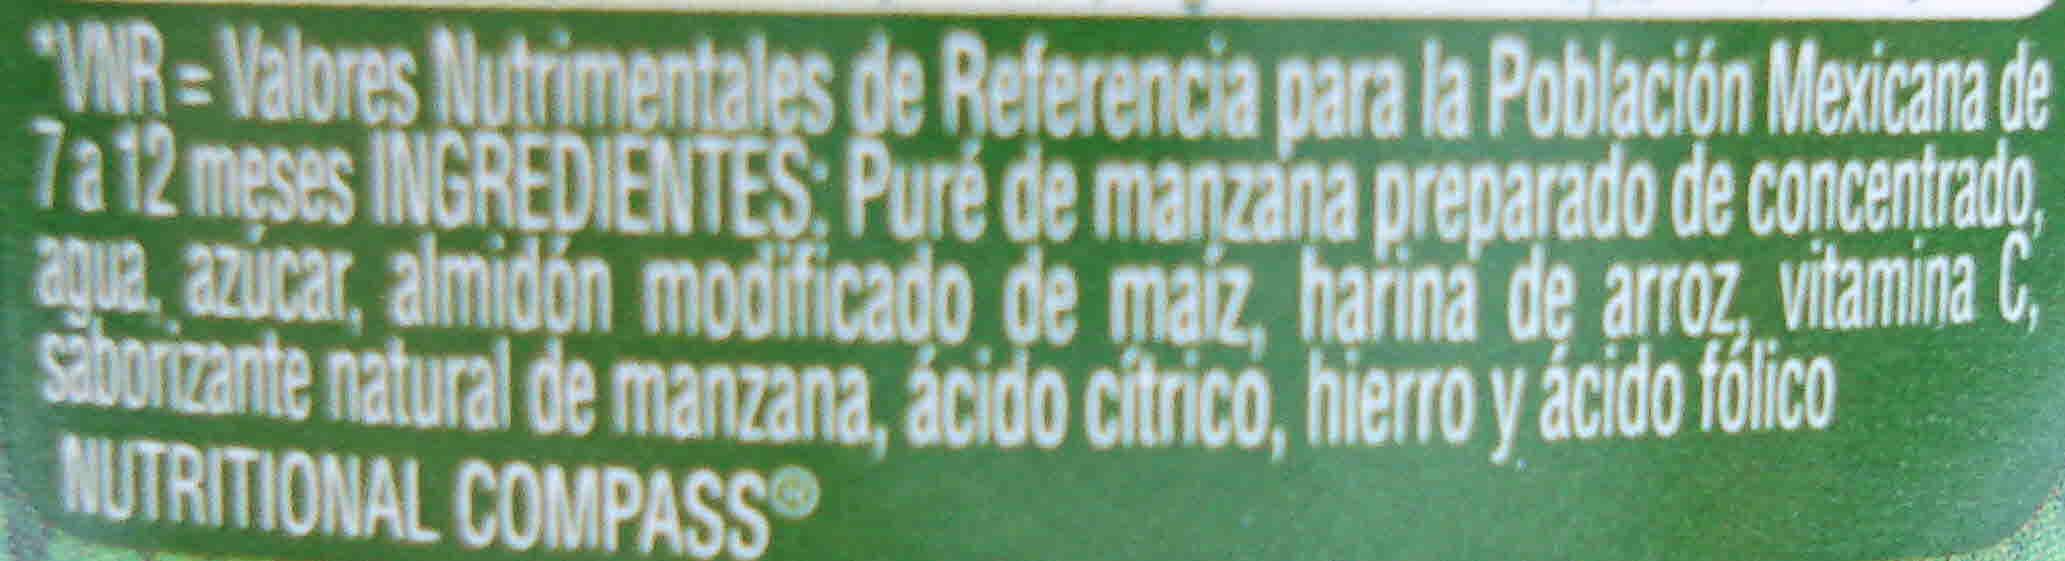 *VNR = Valores Nutrimentales de Referencia para la Población Mexicana de
7 a 12 meses INGREDIENTES: Puré de manzana preparado de concentrado,
agua, azúcar, almidón modificado de maíz, harina de arroz, vitamina C,
saborizante natural de manzana, ácido cítrico, hierro y ácido fólico
NUTRITIONAL COMPASS®